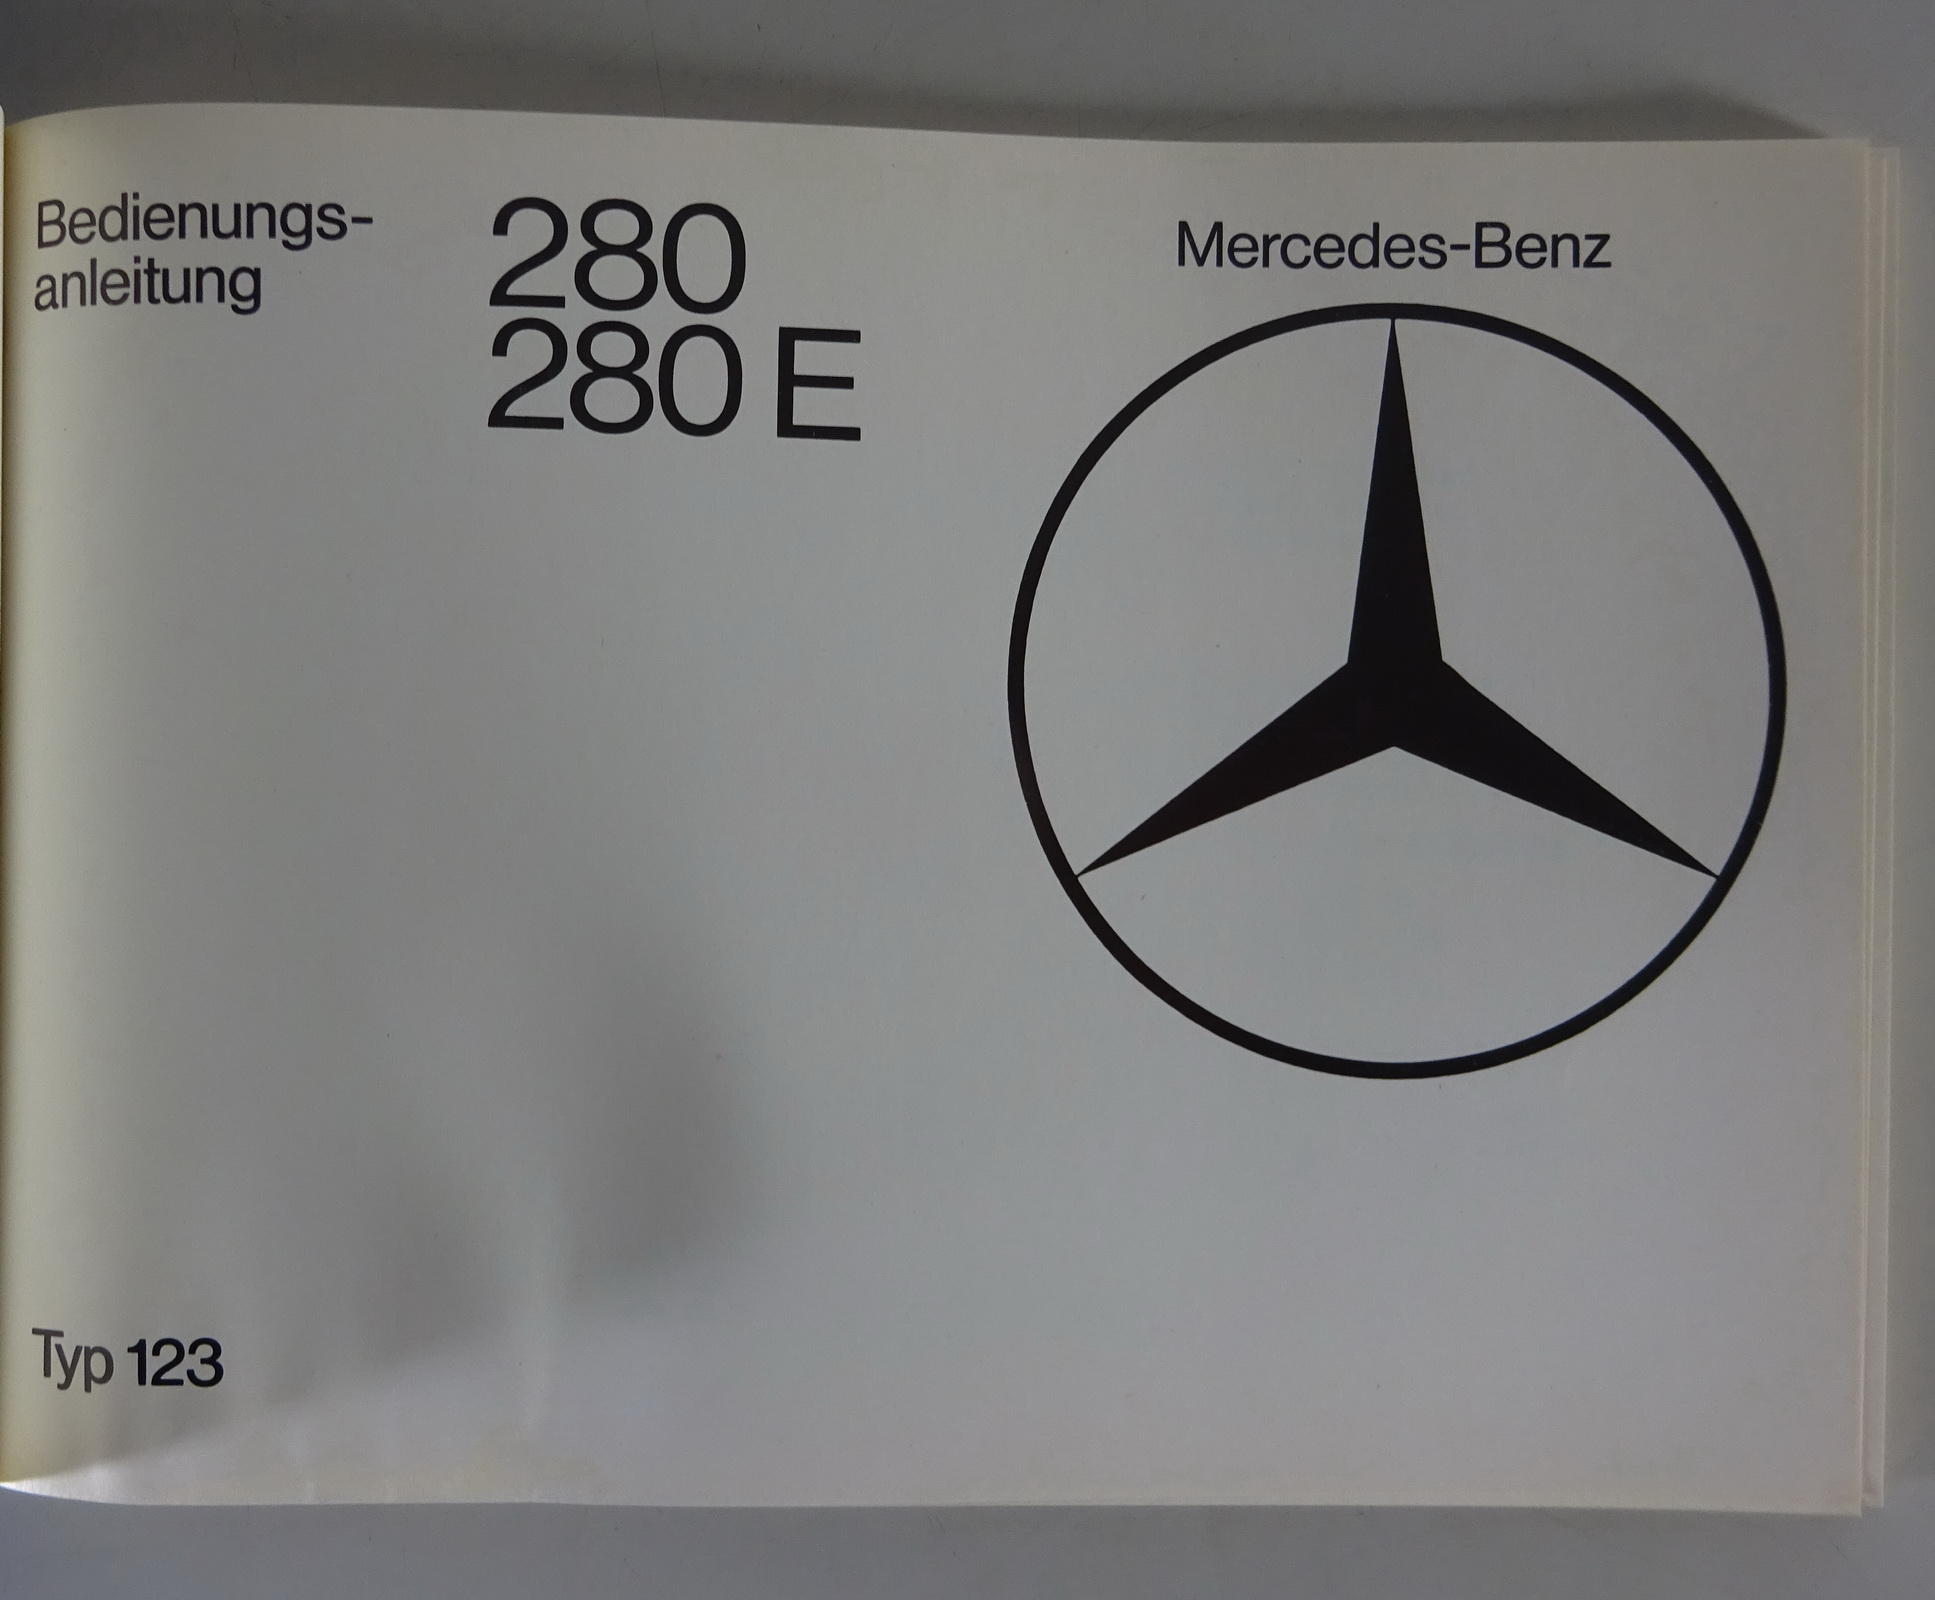 Bedienungs-
anleitung
280
280 E
Mercedes-Benz
Typ 123